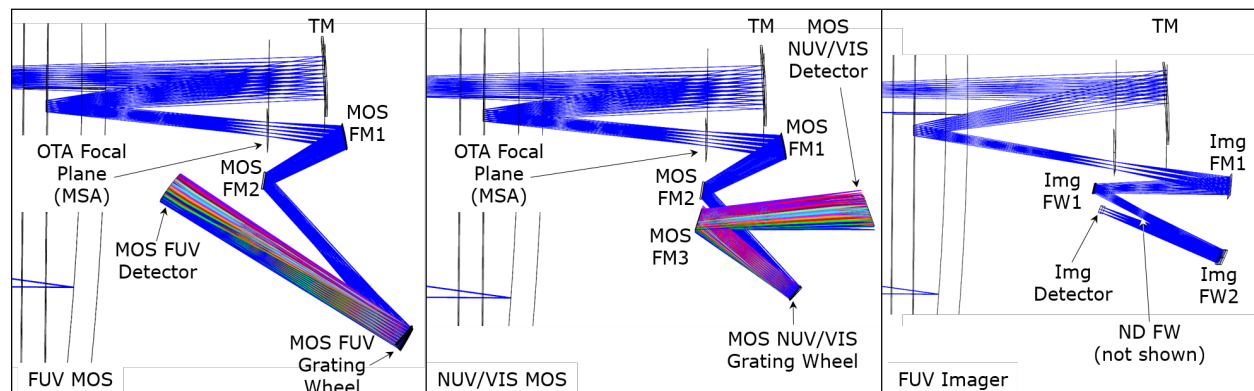 TM
MOS
FM1
OTA Focal
Plane
(MSA)
MOS
FM2
MOS FUV
Detector
MOS FUV
Grating
Wheel
FUV MOS
TM
MOS
NUV/VIS
Detector
MOS
FM1
OTA Focal
Plane
(MSA)
MOS
FM2
MOS
FM3
MOS NUV/VIS
Grating Wheel
NUV/VIS MOS
TM
Img
FM1
Img
FW1
Img
Detector
Img
FW2
ND FW
(not shown)
FUV Imager